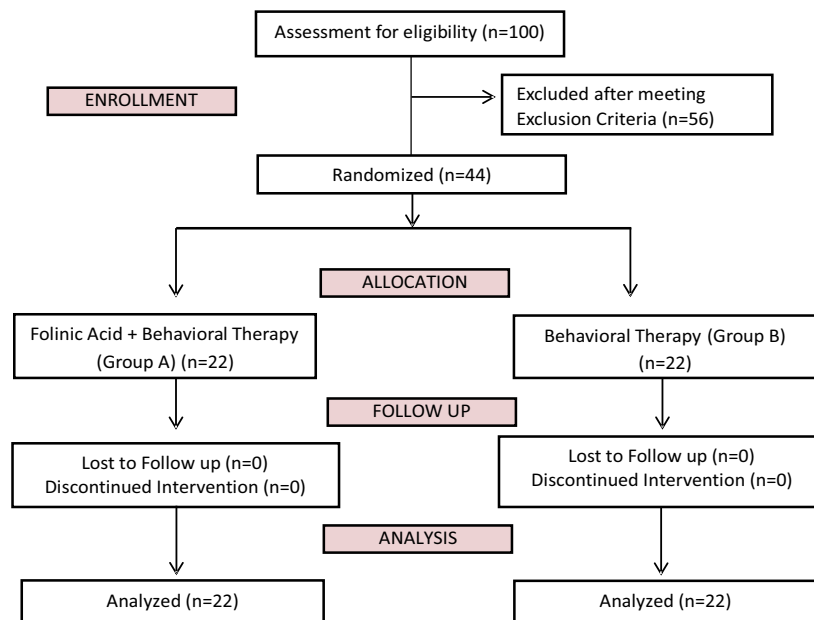 Assessment for eligibility (n=100)
ENROLLMENT
Excluded after meeting
Exclusion Criteria (n=56)
Randomized (n=44)
ALLOCATION
Folinic Acid + Behavioral Therapy
(Group A) (n=22)
Behavioral Therapy (Group B)
(n=22)
FOLLOW UP
Lost to Follow up (n=0)
Discontinued Intervention (n=0)
Lost to Follow up (n=0)
Discontinued Intervention (n=0)
ANALYSIS
Analyzed (n=22)
Analyzed (n=22)